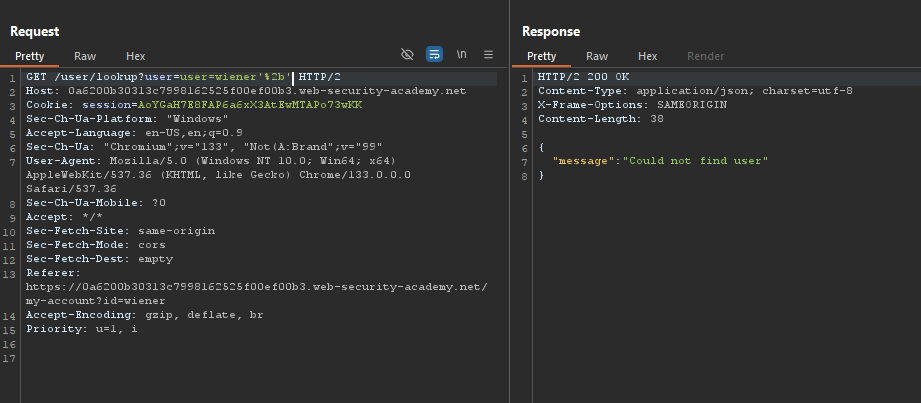 Request
Pretty Raw Hex
\n
1 GET /user/lookup?user=user=wiener'%2b' HTTP/2
2 Host: 0a6200b30313c7998162525f00ef00b3.web-security-academy.net
3 Cookie: session=AoYGaH7E8FAP6a6xX3AtEwMTAPo73wKK
4 Sec-Ch-Ua-Platform: "Windows"
5 Accept-Language: en-US,en;q=0.9
6 Sec-Ch-Ua: "Chromium";v="133", "Not(A:Brand";v="99"
7 User-Agent: Mozilla/5.0 (Windows NT 10.0; Win64; x64)
AppleWebKit/537.36 (KHTML, like Gecko) Chrome/133.0.0.0
Safari/537.36
8 Sec-Ch-Ua-Mobile: ?0
9 Accept: */*
10 Sec-Fetch-Site: same-origin
11 Sec-Fetch-Mode: cors
12 Sec-Fetch-Dest: empty
13 Referer:
https://0a6200b30313c7998162525f00ef00b3.web-security-academy.net/
my-account?id=wiener
14 Accept-Encoding: gzip, deflate, br
15 Priority: u=1, i
16
17
Response
Pretty Raw Hex Render
1 HTTP/2 200 OK
2 Content-Type: application/json; charset=utf-8
3 X-Frame-Options: SAMEORIGIN
4 Content-Length: 38
5
6 {
7 "message":"Could not find user"
8 }